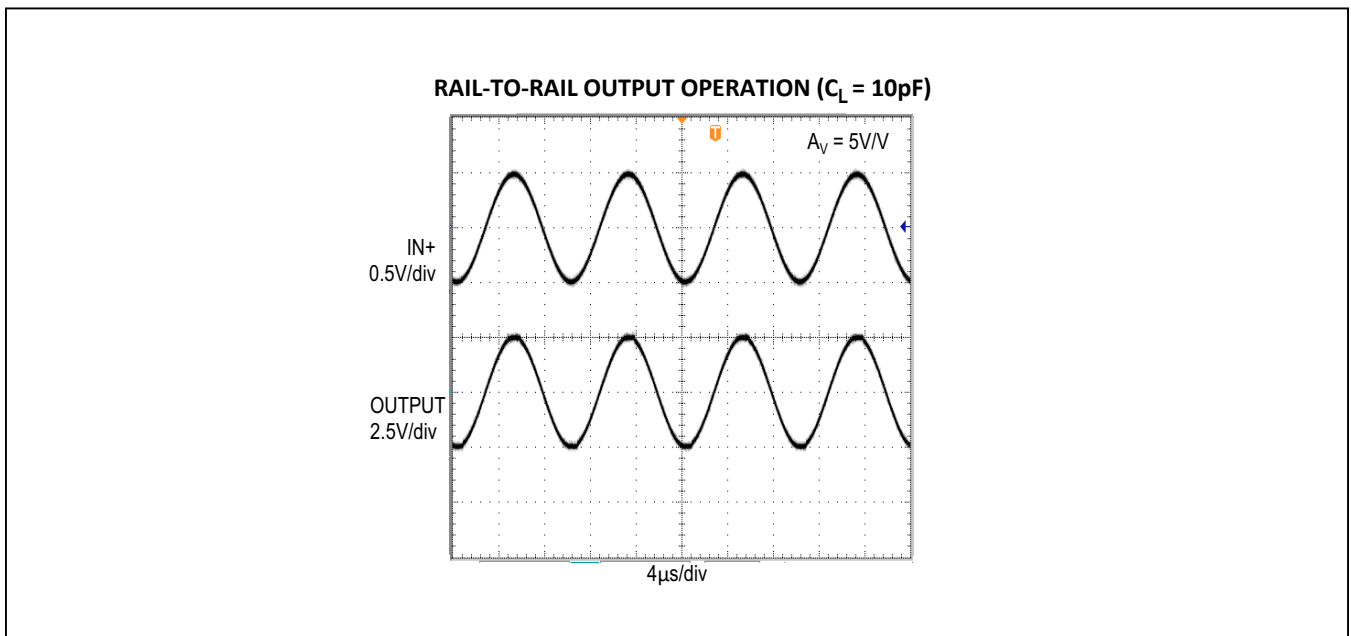 RAIL-TO-RAIL OUTPUT OPERATION (CL = 10pF)
T
AV = 5V/V
IN+
0.5V/div
OUTPUT
2.5V/div
4µs/div